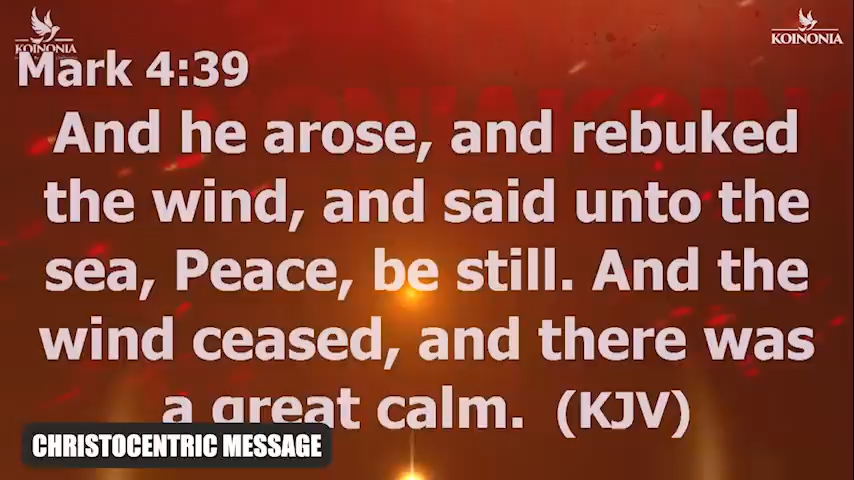 KOINONIA
KOINONIA
Mark 4:39
And he arose, and rebuked
the wind, and said unto the
sea, Peace, be still. And the
wind ceased, and there was
a great calm. (KJV)
CHRISTOCENTRIC MESSAGE